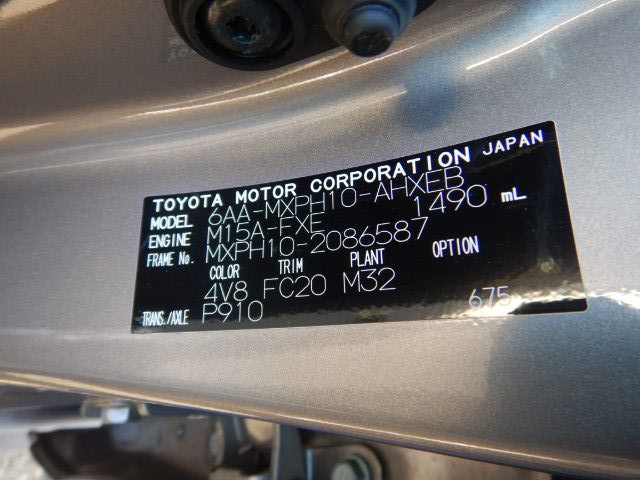 TOYOTA MOTOR CORPORATION JAPAN
MODEL 6AA-MXPH10-AHXEB
ENGINE M15A-FXE 1490 mL
FRAME No. MXPH10-2086587
COLOR TRIM PLANT OPTION
4V8 FC20 M32
TRANS./AXLE P910 675